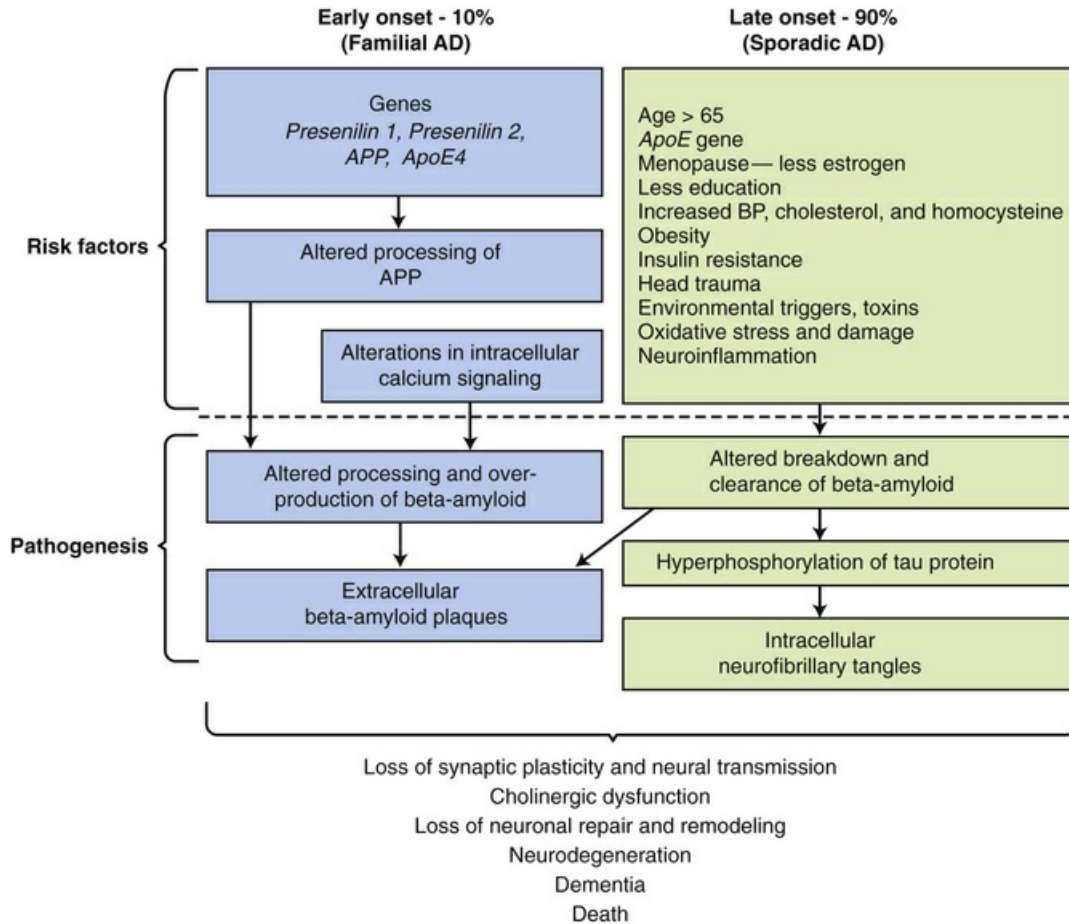 Early onset - 10%
(Familial AD)
Late onset - 90%
(Sporadic AD)
Risk factors
Genes
Presenilin 1, Presenilin 2,
APP, ApoE4
Altered processing of
APP
Alterations in intracellular
calcium signaling
Age > 65
ApoE gene
Menopause— less estrogen
Less education
Increased BP, cholesterol, and homocysteine
Obesity
Insulin resistance
Head trauma
Environmental triggers, toxins
Oxidative stress and damage
Neuroinflammation
Pathogenesis
Altered processing and over-
production of beta-amyloid
Extracellular
beta-amyloid plaques
Altered breakdown and
clearance of beta-amyloid
Hyperphosphorylation of tau protein
Intracellular
neurofibrillary tangles
Loss of synaptic plasticity and neural transmission
Cholinergic dysfunction
Loss of neuronal repair and remodeling
Neurodegeneration
Dementia
Death